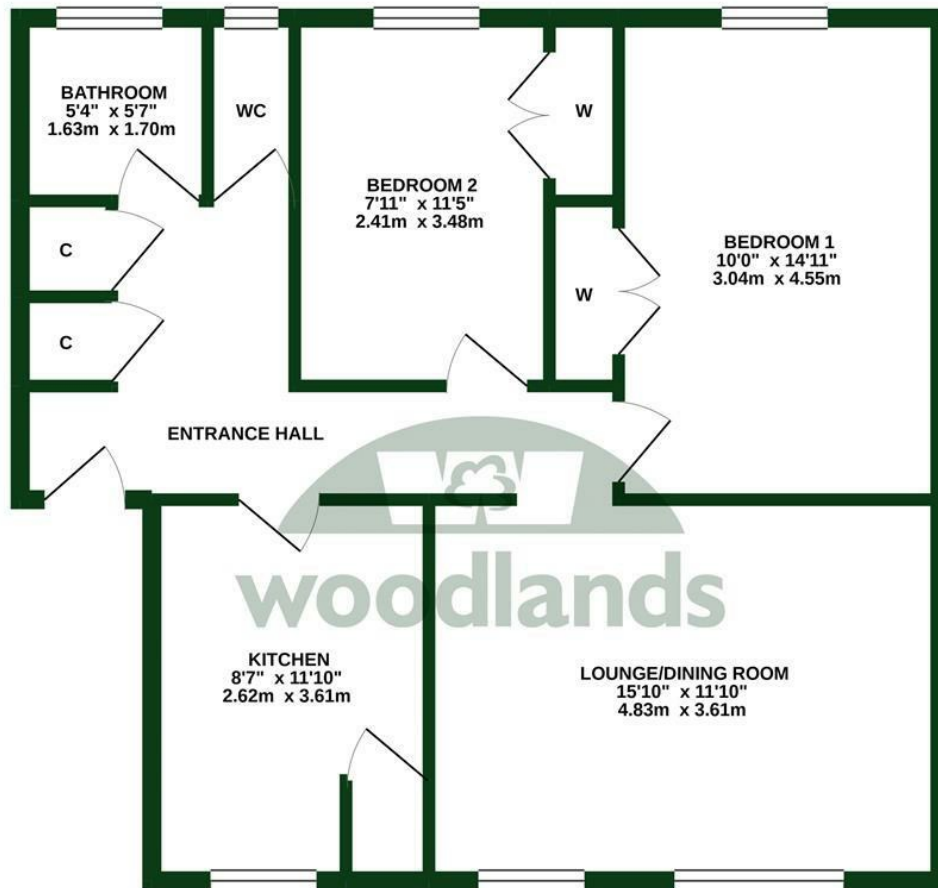 BATHROOM
5'4" x 5'7"
1.63m x 1.70m
WC
W
BEDROOM 2
7'11" x 11'5"
2.41m x 3.48m
BEDROOM 1
10'0" x 14'11"
3.04m x 4.55m
C
W
C
ENTRANCE HALL
woodlands
KITCHEN
8'7" x 11'10"
2.62m x 3.61m
LOUNGE/DINING ROOM
15'10" x 11'10"
4.83m x 3.61m